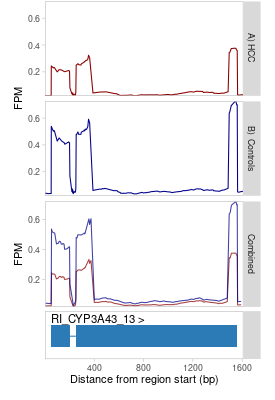 0.6
0.4
0.2
FPM
A) HCC
0.6
0.4
0.2
FPM
B) Controls
0.6
0.4
0.2
FPM
Combined
RI_CYP3A43_13 >
400
800
1200
1600
Distance from region start (bp)